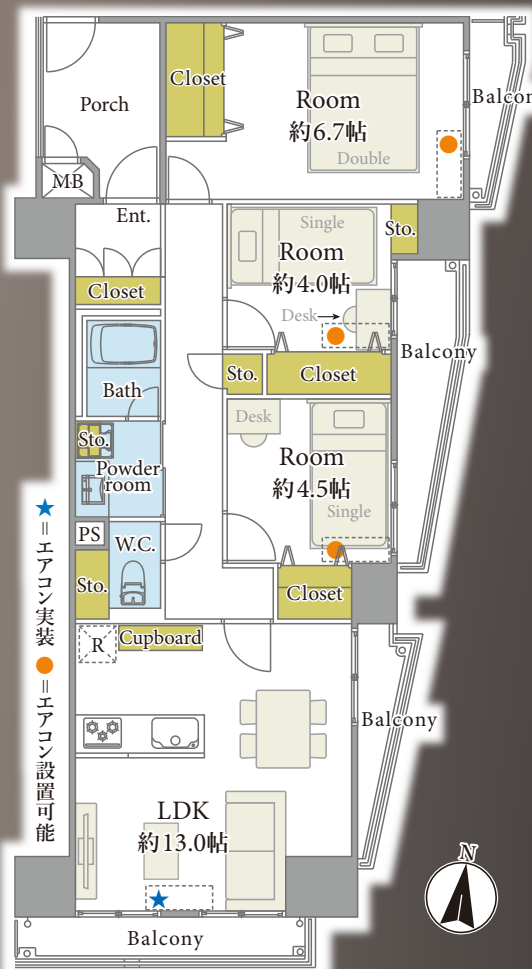 Porch
Closet
Room
約6.7帖
Double
Balcon
MB
Ent.
Single
Sto.
Room
約4.0帖
Desk→
Closet
Balcony
Bath
Sto.
Closet
Desk
Sto.
Powder
room
Room
約4.5帖
Single
PS
W.C.
Sto.
Closet
R
Cupboard
Balcony
LDK
約13.0帖
Balcony
N
★=エアコン実装 ●=エアコン設置可能